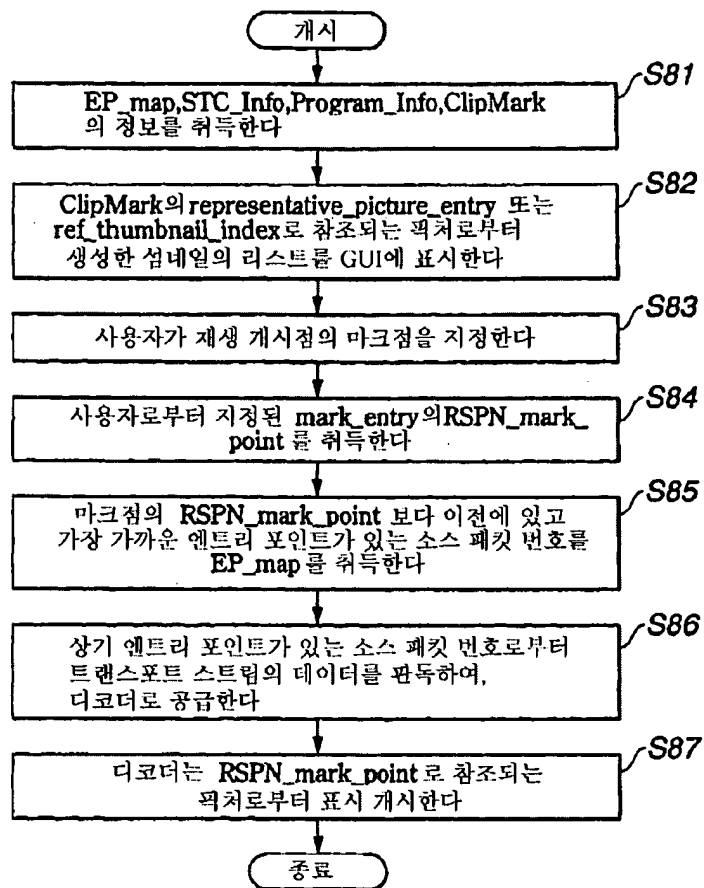 개시
S81
EP_map,STC_Info,Program_Info,ClipMark
의 정보를 취득한다
S82
ClipMark의 representative_picture_entry 또는
ref_thumbnail_index로 참조되는 픽처로부터
생성한 섬네일의 리스트를 GUI에 표시한다
S83
사용자가 재생 개시점의 마크점을 지정한다
S84
사용자로부터 지정된 mark_entry의RSPN_mark_
point 를 취득한다
S85
마크점의 RSPN_mark_point 보다 이전에 있고
가장 가까운 엔트리 포인트가 있는 소스 패킷 번호를
EP_map를 취득한다
S86
상기 엔트리 포인트가 있는 소스 패킷 번호로부터
트랜스포트 스트림의 데이터를 판독하여,
디코더로 공급한다
S87
디코더는 RSPN_mark_point로 참조되는
픽처로부터 표시 개시한다
종료